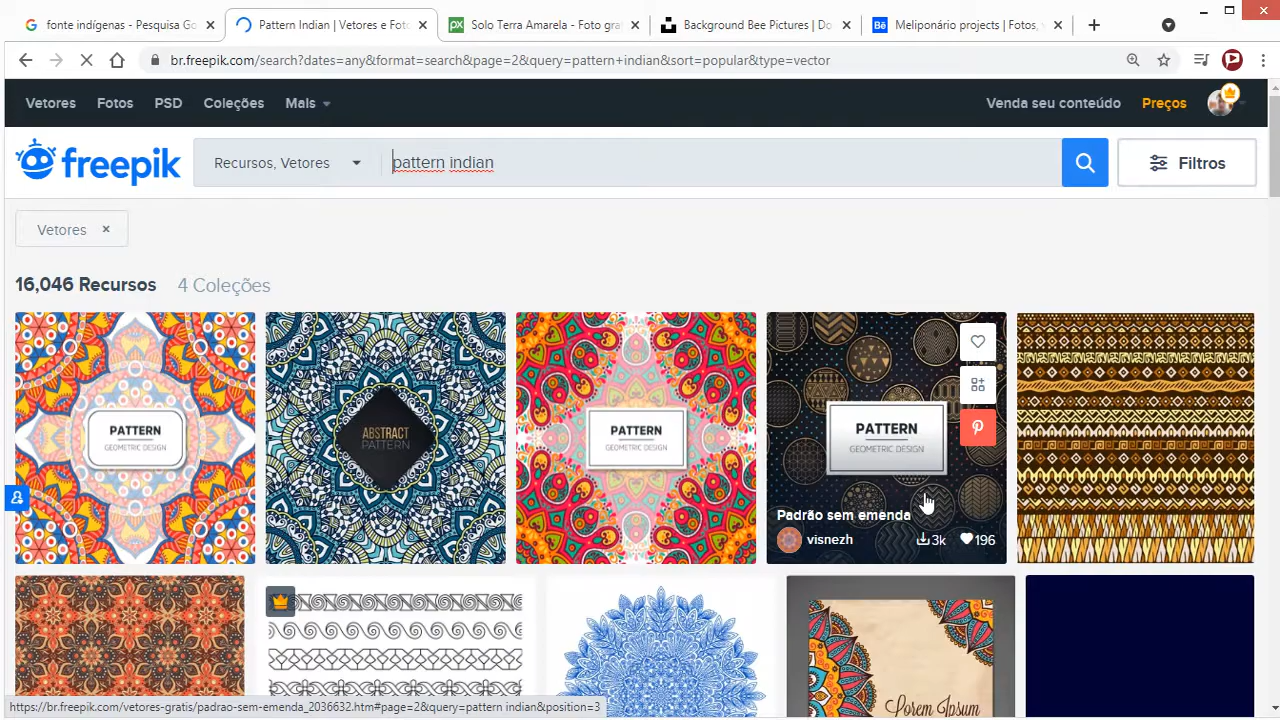 fonte indígenas - Pesquisa Go
Pattern Indian | Vetores e Foto
Solo Terra Amarela - Foto gra
Background Bee Pictures | Do
Meliponário projects | Fotos,
br.freepik.com/search?dates=any&format=search&page=2&query=pattern+indian&sort=popular&type=vector
Vetores
Fotos
PSD
Coleções
Mais
Venda seu conteúdo
Preços
freepik
Recursos, Vetores
pattern indian
Filtros
Vetores ×
16,046 Recursos
4 Coleções
PATTERN
GEOMETRIC DESIGN
ABSTRACT
PATTERN
PATTERN
GEOMETRIC DESIGN
PATTERN
GEOMETRIC DESIGN
Padrão sem emenda
visnezh
3k
196
Lorem Ipsum
https://br.freepik.com/vetores-gratis/padrao-sem-emenda_2036632.htm#page=2&query=pattern indian&position=3